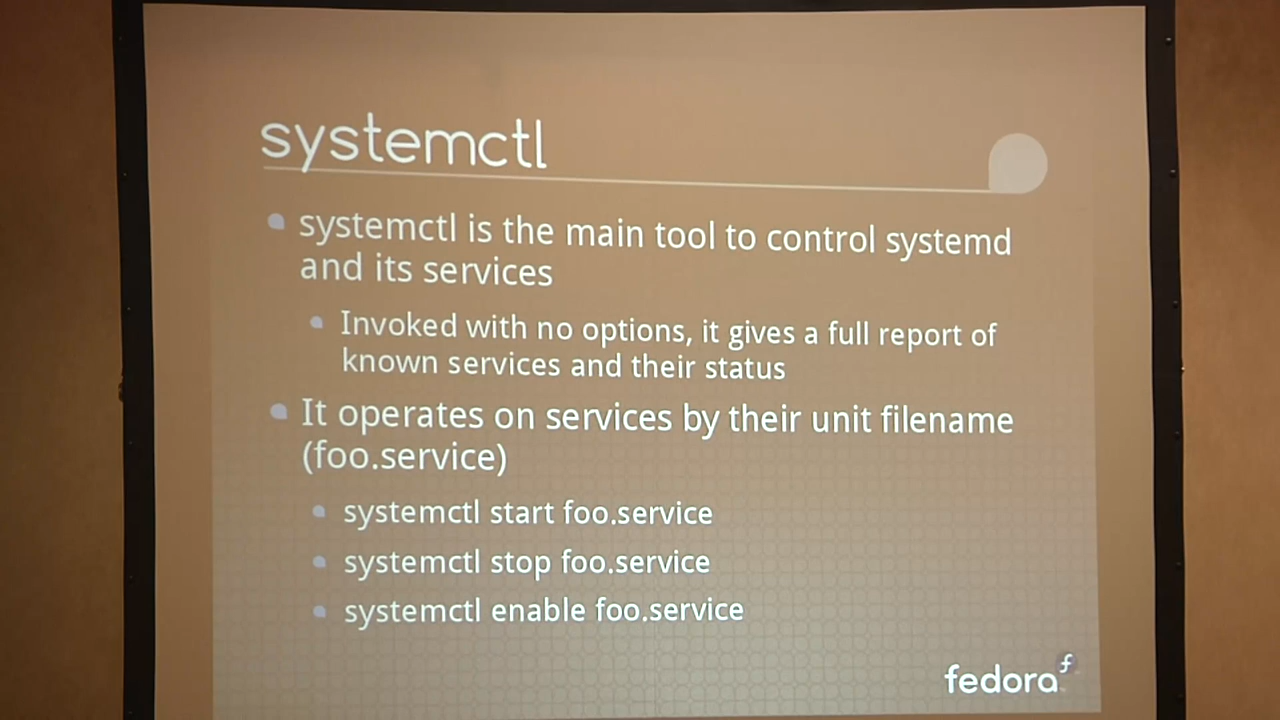 systemctl
systemctl is the main tool to control systemd
and its services
Invoked with no options, it gives a full report of
known services and their status
It operates on services by their unit filename
(foo.service)
systemctl start foo.service
systemctl stop foo.service
systemctl enable foo.service
fedora f